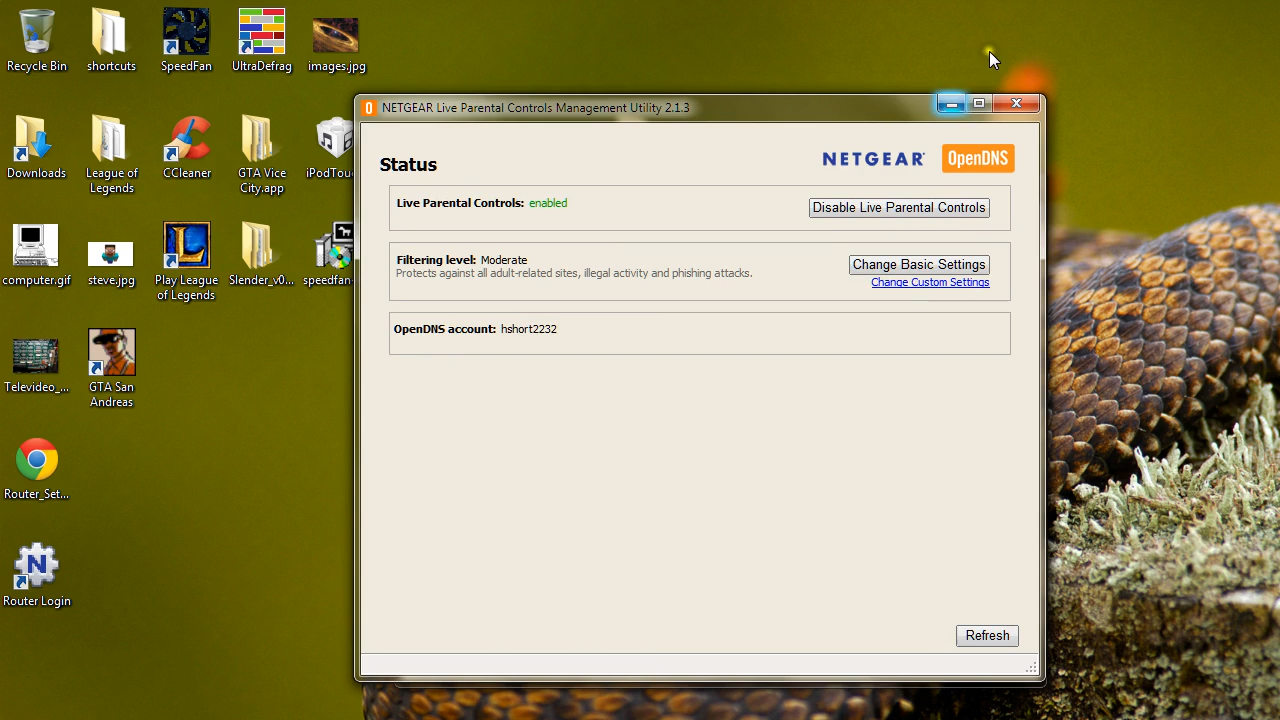 Recycle Bin
shortcuts
SpeedFan
UltraDefrag
images.jpg
Downloads
League of
Legends
CCleaner
GTA Vice
City.app
iPodTou
computer.gif
steve.jpg
Play League
of Legends
Slender_v0...
speedfan
Televideo_...
GTA San
Andreas
Router_Set...
N
Router Login
NETGEAR Live Parental Controls Management Utility 2.1.3
Status
NETGEAR
OpenDNS
Live Parental Controls: enabled
Disable Live Parental Controls
Filtering level: Moderate
Protects against all adult-related sites, illegal activity and phishing attacks.
Change Basic Settings
Change Custom Settings
OpenDNS account: hshort2232
Refresh